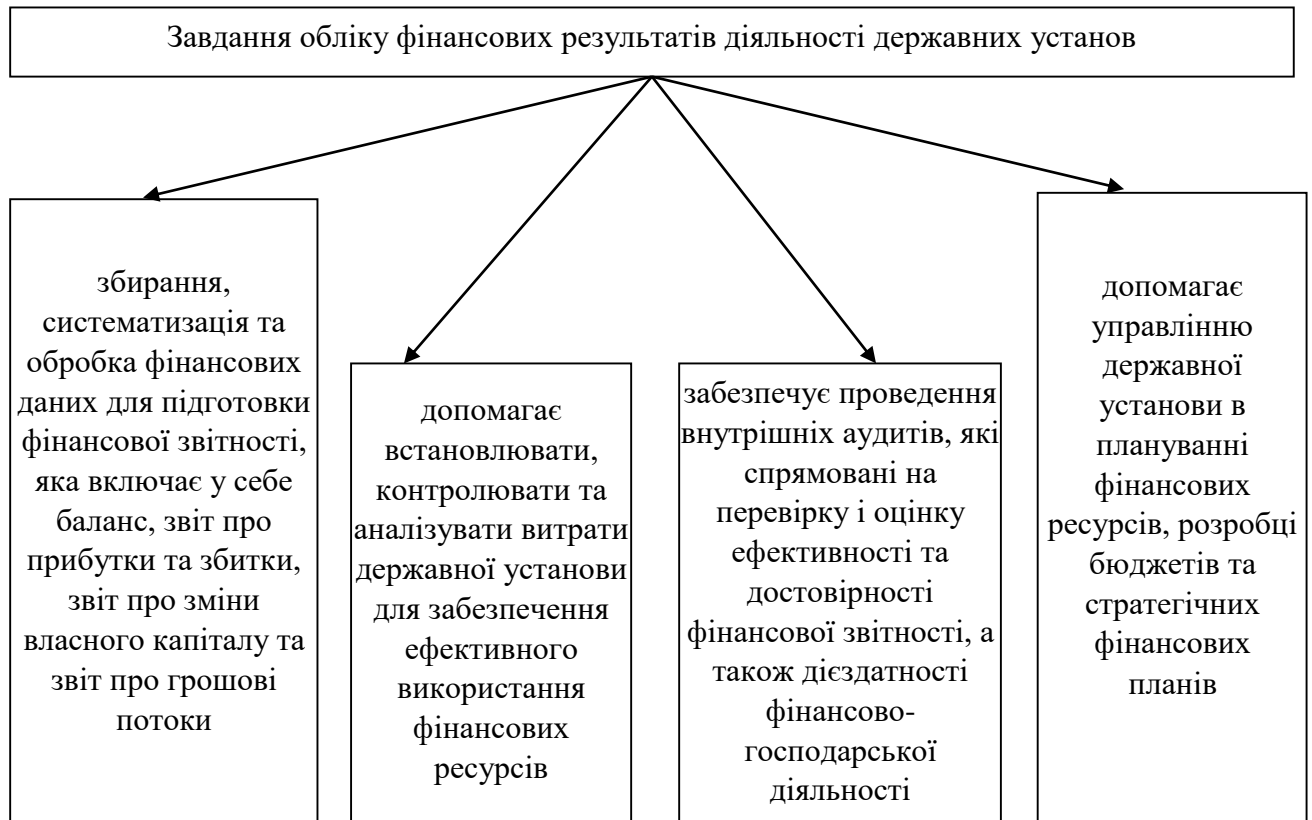 Завдання обліку фінансових результатів діяльності державних установ
збирання,
систематизація та
обробка фінансових
даних для підготовки
фінансової звітності,
яка включає у себе
баланс, звіт про
прибутки та збитки,
звіт про зміни
власного капіталу та
звіт про грошові
потоки
допомагає
встановлювати,
контролювати та
аналізувати витрати
державної установи
для забезпечення
ефективного
використання
фінансових
ресурсів
забезпечує проведення
внутрішніх аудитів, які
спрямовані на
перевірку і оцінку
ефективності та
достовірності
фінансової звітності, а
також дієздатності
фінансово-
господарської
діяльності
допомагає
управлінню
державної
установи в
плануванні
фінансових
ресурсів, розробці
бюджетів та
стратегічних
фінансових
планів